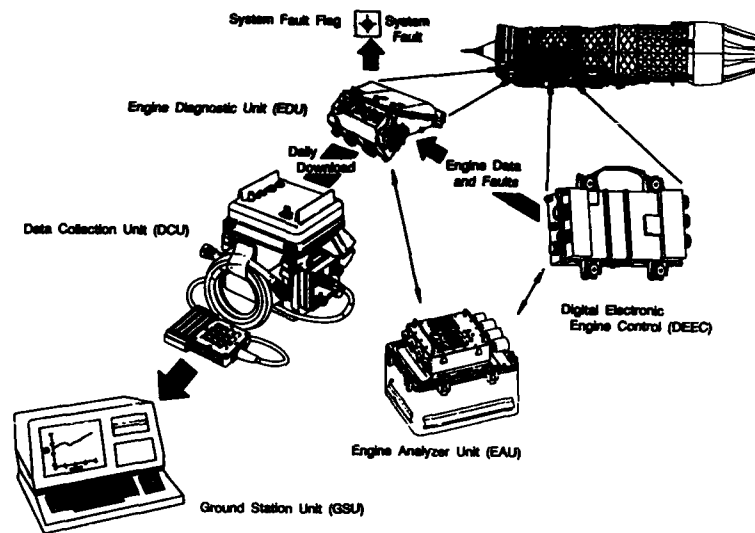 System Fault Flag
System
Fault
Engine Diagnostic Unit (EDU)
Daily
Download
Engine Data
and Faults
Data Collection Unit (DCU)
Digital Electronic
Engine Control (DEEC)
Engine Analyzer Unit (EAU)
Ground Station Unit (GSU)